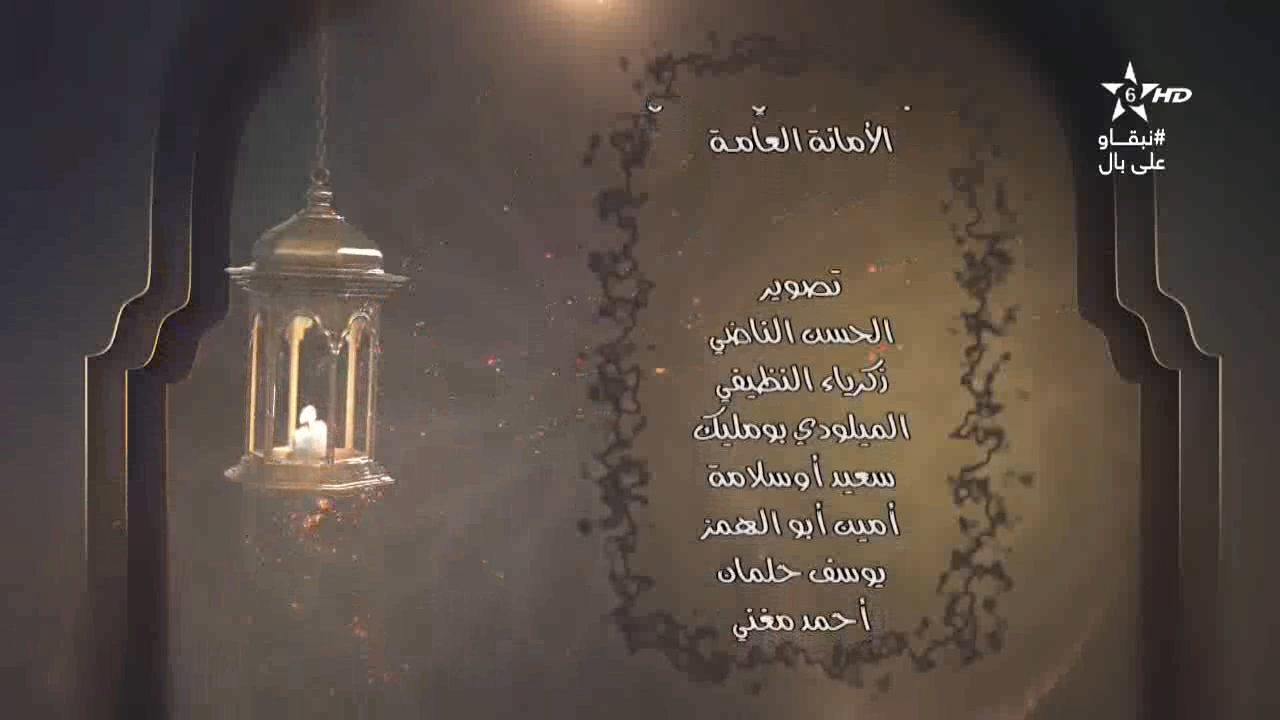 الأمانة العامة
تصوير
الحسن الناضي
زكرياء النظيفي
الميلودي بومليك
سعيد أوسلامة
أمين أبو الهمز
يوسف حلمان
أحمد مغني
6 HD
#نبقاو
على بال